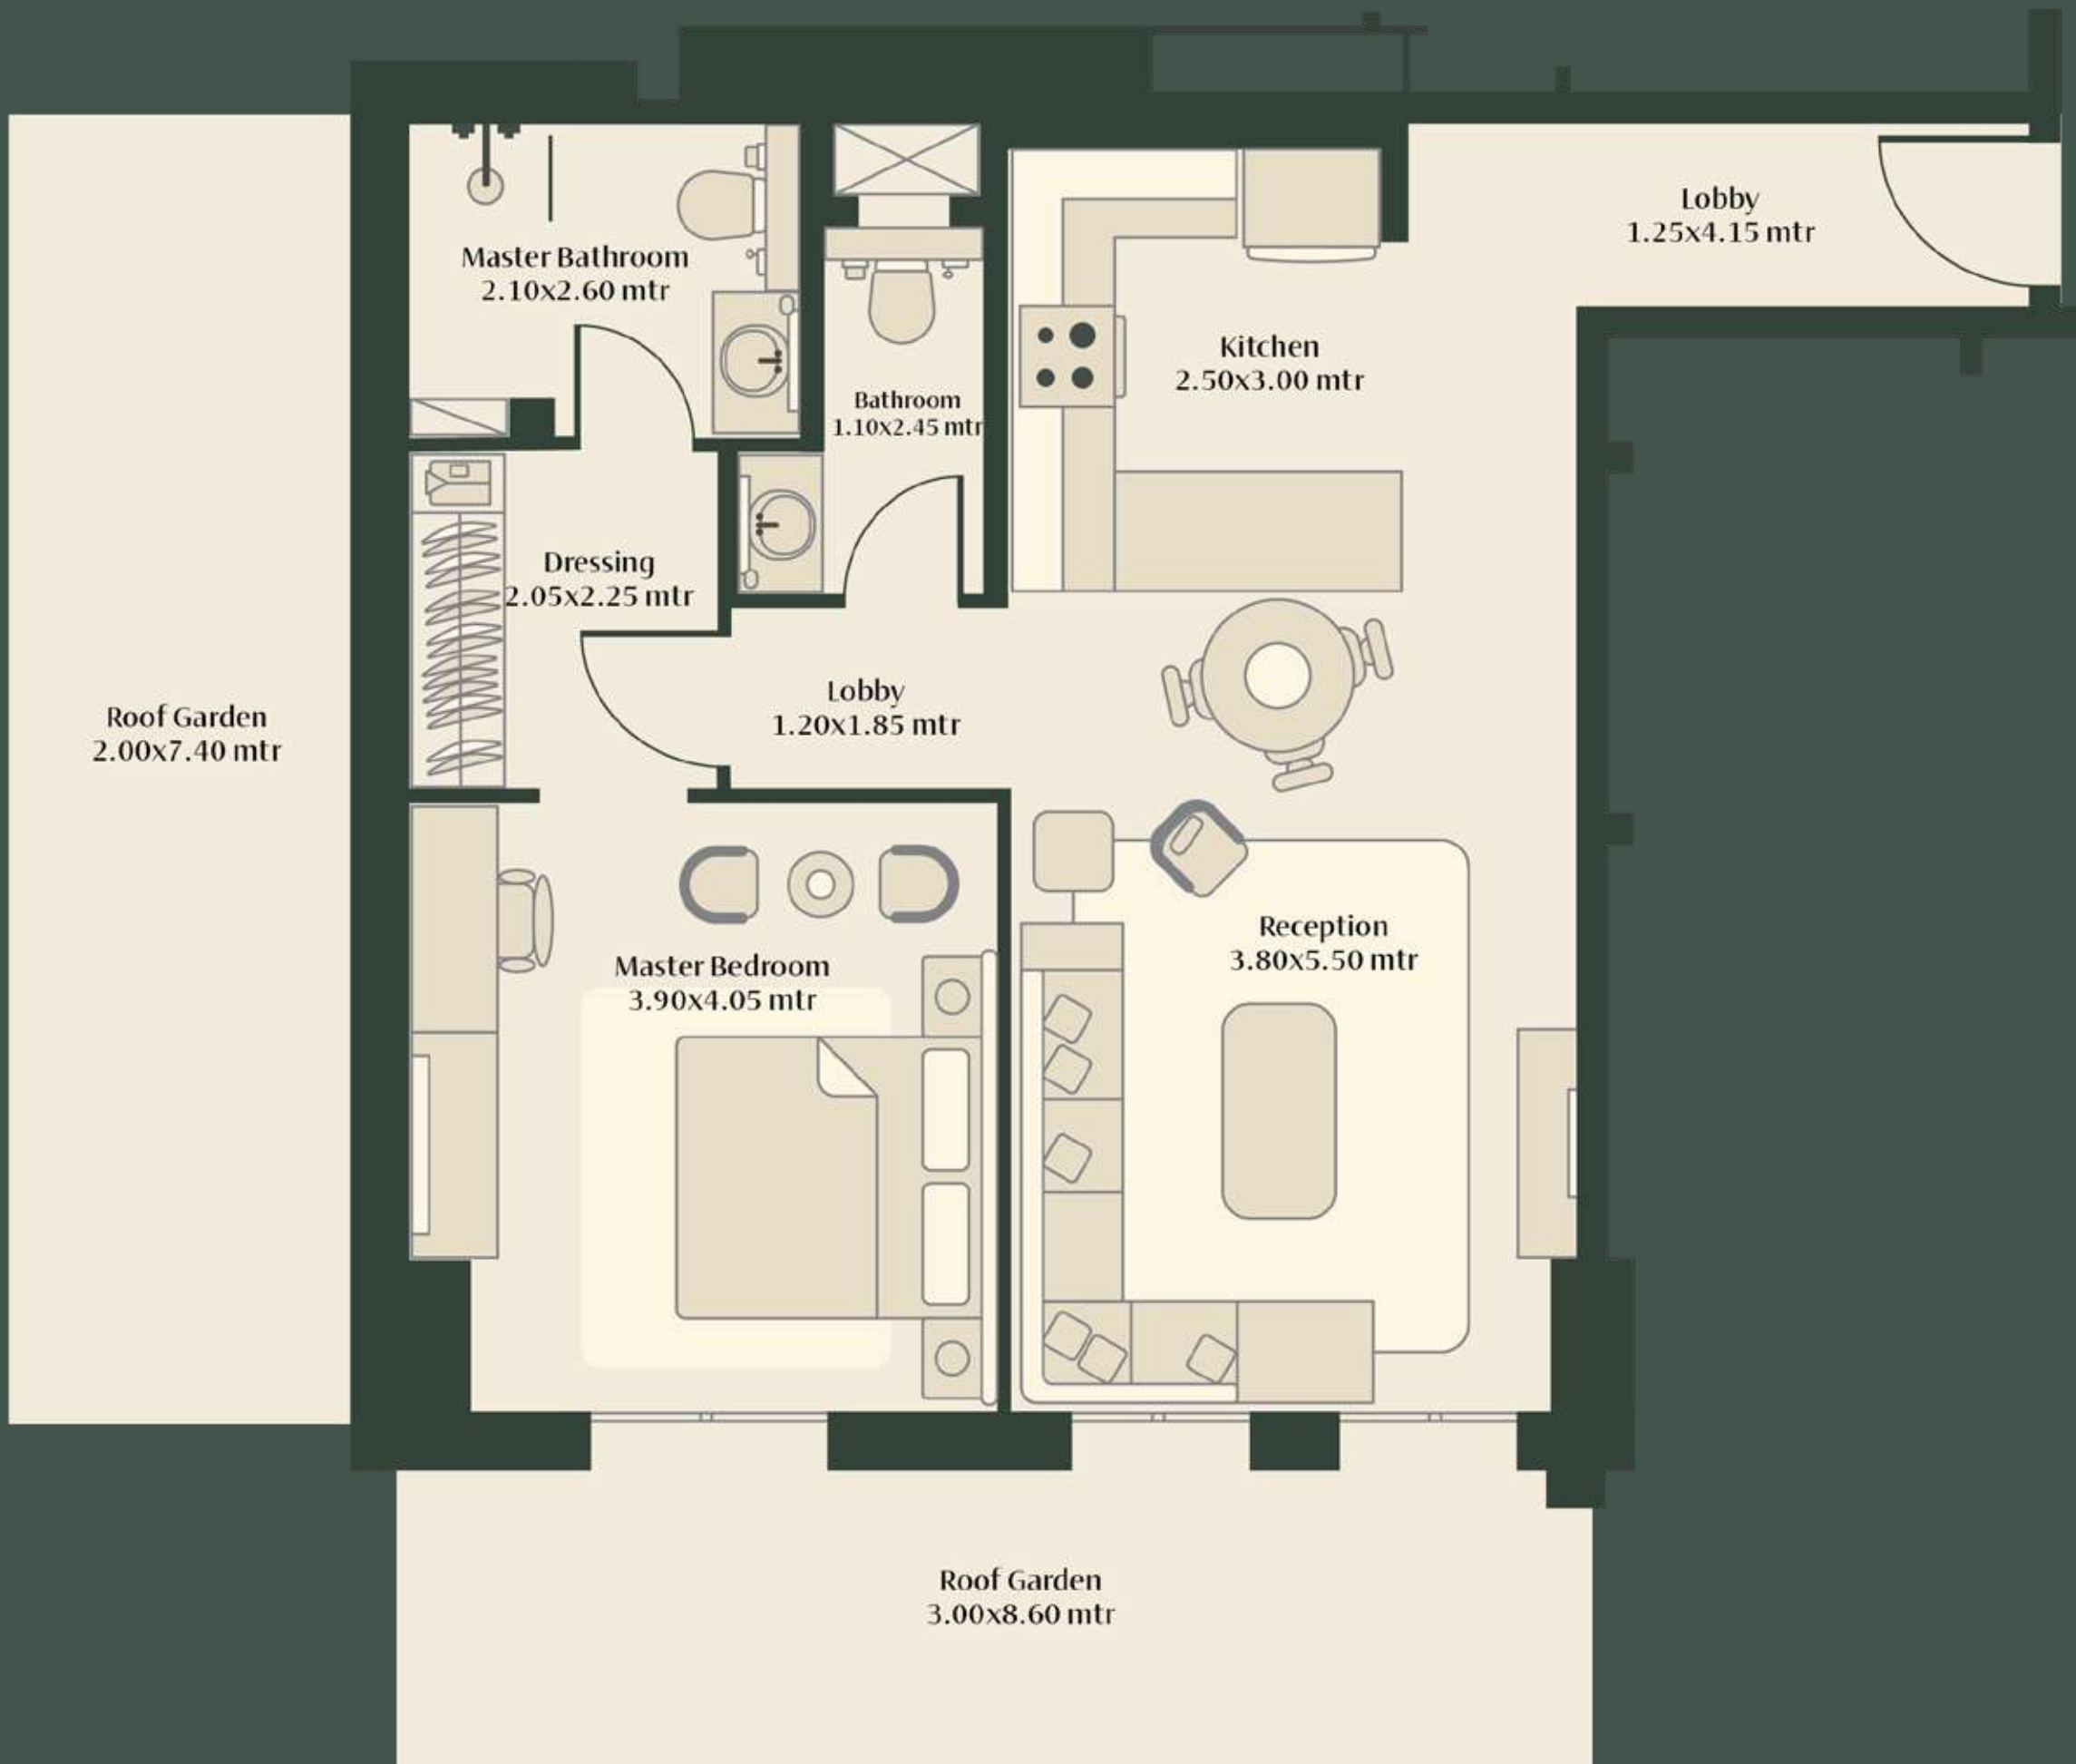 Lobby
1.25x4.15 mtr
Master Bathroom
2.10x2.60 mtr
Kitchen
2.50x3.00 mtr
Bathroom
1.10x2.45 mtr
Dressing
2.05x2.25 mtr
Lobby
1.20x1.85 mtr
Roof Garden
2.00x7.40 mtr
Reception
3.80x5.50 mtr
Master Bedroom
3.90x4.05 mtr
Roof Garden
3.00x8.60 mtr